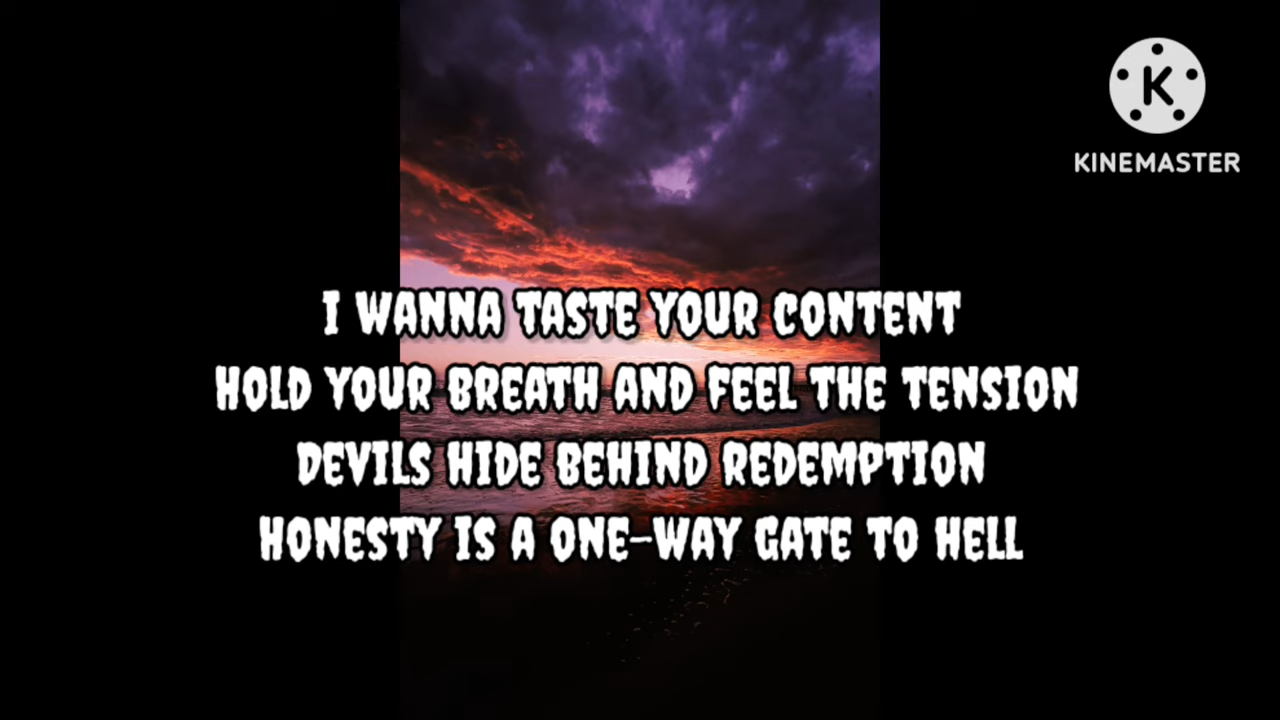 K
KINEMASTER
I WANNA TASTE YOUR CONTENT
HOLD YOUR BREATH AND FEEL THE TENSION
DEVILS HIDE BEHIND REDEMPTION
HONESTY IS A ONE-WAY GATE TO HELL